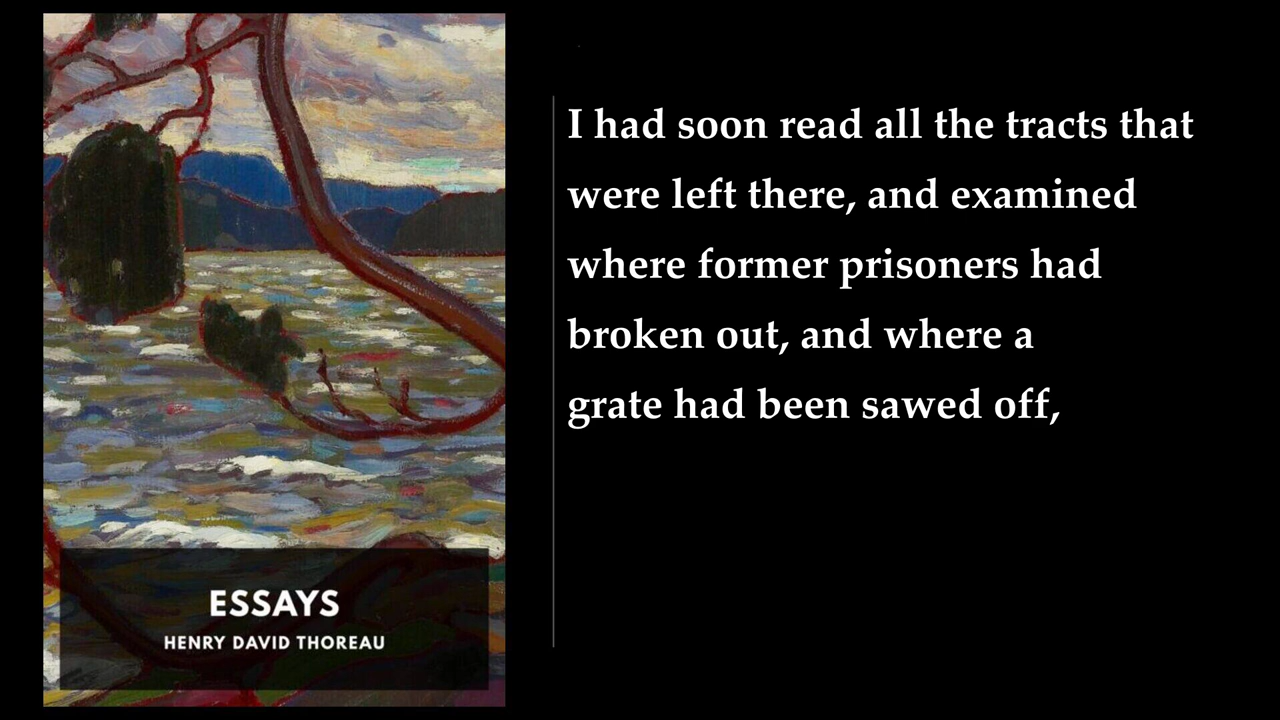 I had soon read all the tracts that
were left there, and examined
where former prisoners had
broken out, and where a
grate had been sawed off,
ESSAYS
HENRY DAVID THOREAU